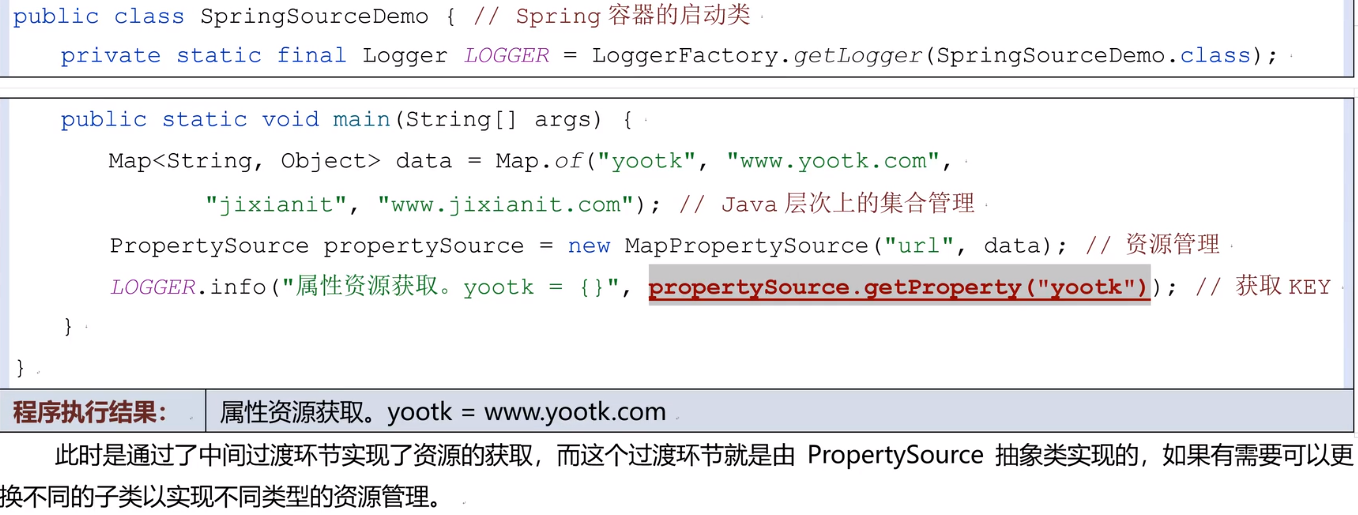 public class SpringSourceDemo { // Spring 容器的启动类
private static final Logger LOGGER = LoggerFactory.getLogger(SpringSourceDemo.class);
public static void main(String[] args) {
Map<String, Object> data = Map.of("yootk", "www.yootk.com",
"jixianit", "www.jixianit.com"); // Java 层次上的集合管理
PropertySource propertySource = new MapPropertySource("url", data); // 资源管理
LOGGER.info("属性资源获取。yootk = {}", propertySource.getProperty("yootk")); // 获取 KEY
}
}
程序执行结果： 属性资源获取。yootk = www.yootk.com
此时是通过了中间过渡环节实现了资源的获取，而这个过渡环节就是由 PropertySource 抽象类实现的，如果有需要可以更
换不同的子类以实现不同类型的资源管理。